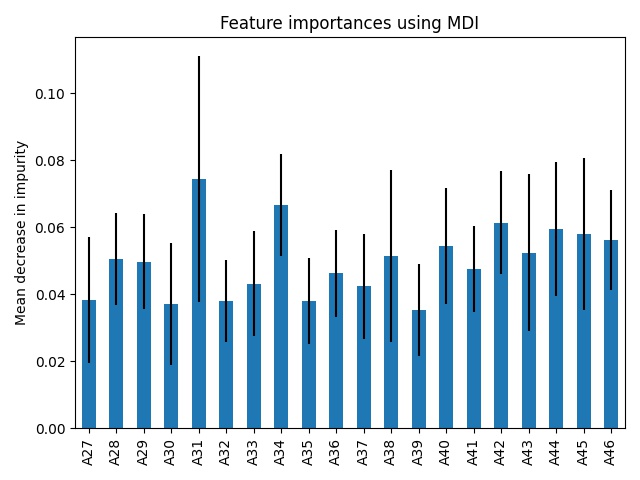 Feature importances using MDI
Mean decrease in impurity
0.10
0.08
0.06
0.04
0.02
0.00
A27 A28 A29 A30 A31 A32 A33 A34 A35 A36 A37 A38 A39 A40 A41 A42 A43 A44 A45 A46